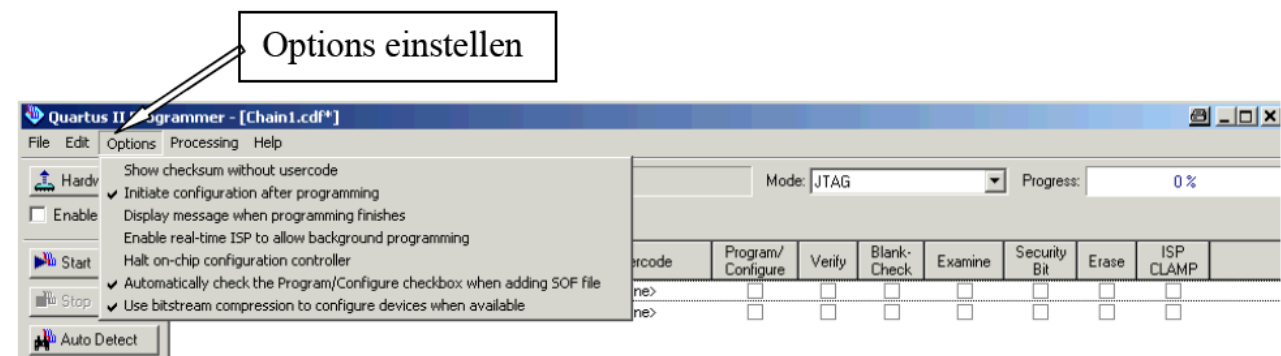 Options einstellen
Quartus II Programmer - [Chain1.cdf*]
File Edit Options Processing Help
Show checksum without usercode
Hardw
Initiate configuration after programming
Mode: JTAG
Progress: 0 %
Enable
Display message when programming finishes
Enable real-time ISP to allow background programming
Start
Halt on-chip configuration controller
Automatically check the Program/Configure checkbox when adding SOF file
Stop
Use bitstream compression to configure devices when available
Auto Detect
ercode Program/ Configure Verify Blank- Check Examine Security Bit Erase ISP CLAMP
ne>
ne>